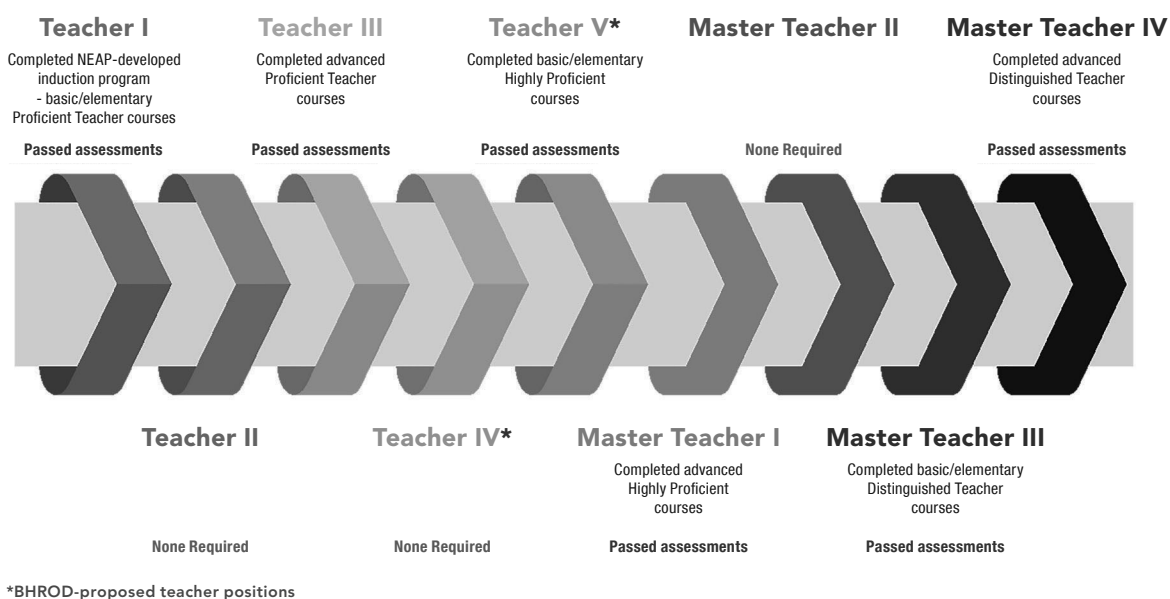 Teacher I
Completed NEAP-developed
induction program
- basic/elementary
Proficient Teacher courses
Passed assessments
Teacher III
Completed advanced
Proficient Teacher
courses
Passed assessments
Teacher V*
Completed basic/elementary
Highly Proficient
courses
Passed assessments
Master Teacher II
None Required
Master Teacher IV
Completed advanced
Distinguished Teacher
courses
Passed assessments
Teacher II
None Required
Teacher IV*
None Required
Master Teacher I
Completed advanced
Highly Proficient
courses
Passed assessments
Master Teacher III
Completed basic/elementary
Distinguished Teacher
courses
Passed assessments
*BHROD-proposed teacher positions